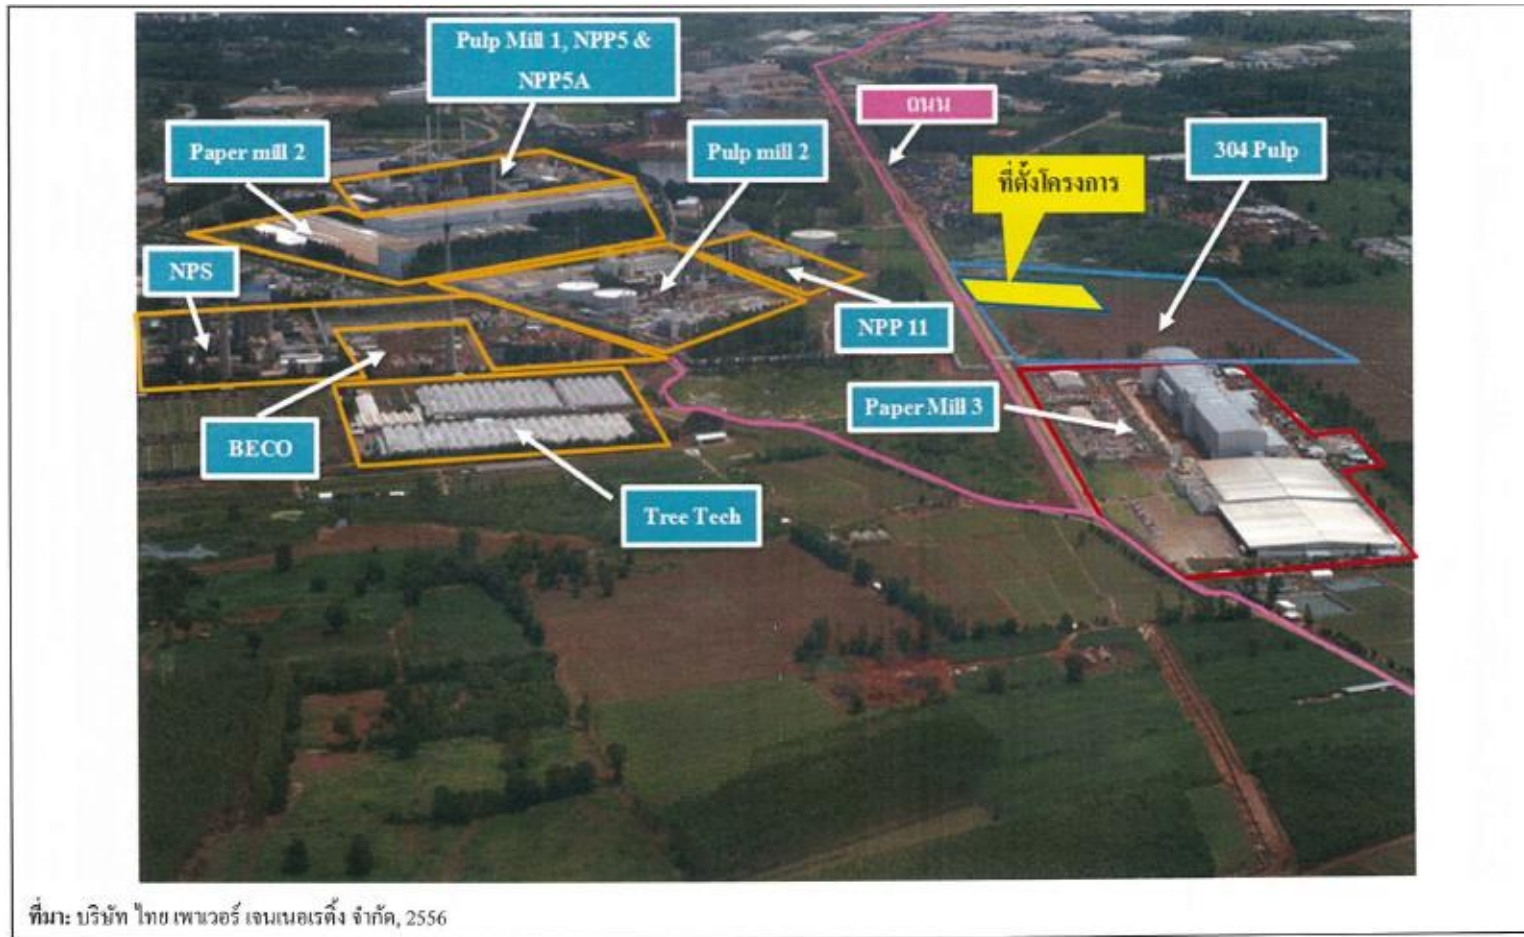 Pulp Mill 1, NPP5 &
NPP5A
ถนน
Paper mill 2
Pulp mill 2
304 Pulp
ที่ตั้งโครงการ
NPS
NPP 11
Paper Mill 3
BECO
Tree Tech
ที่มา: บริษัท ไทย เพาเวอร์ เจนเนอเรติ้ง จำกัด, 2556